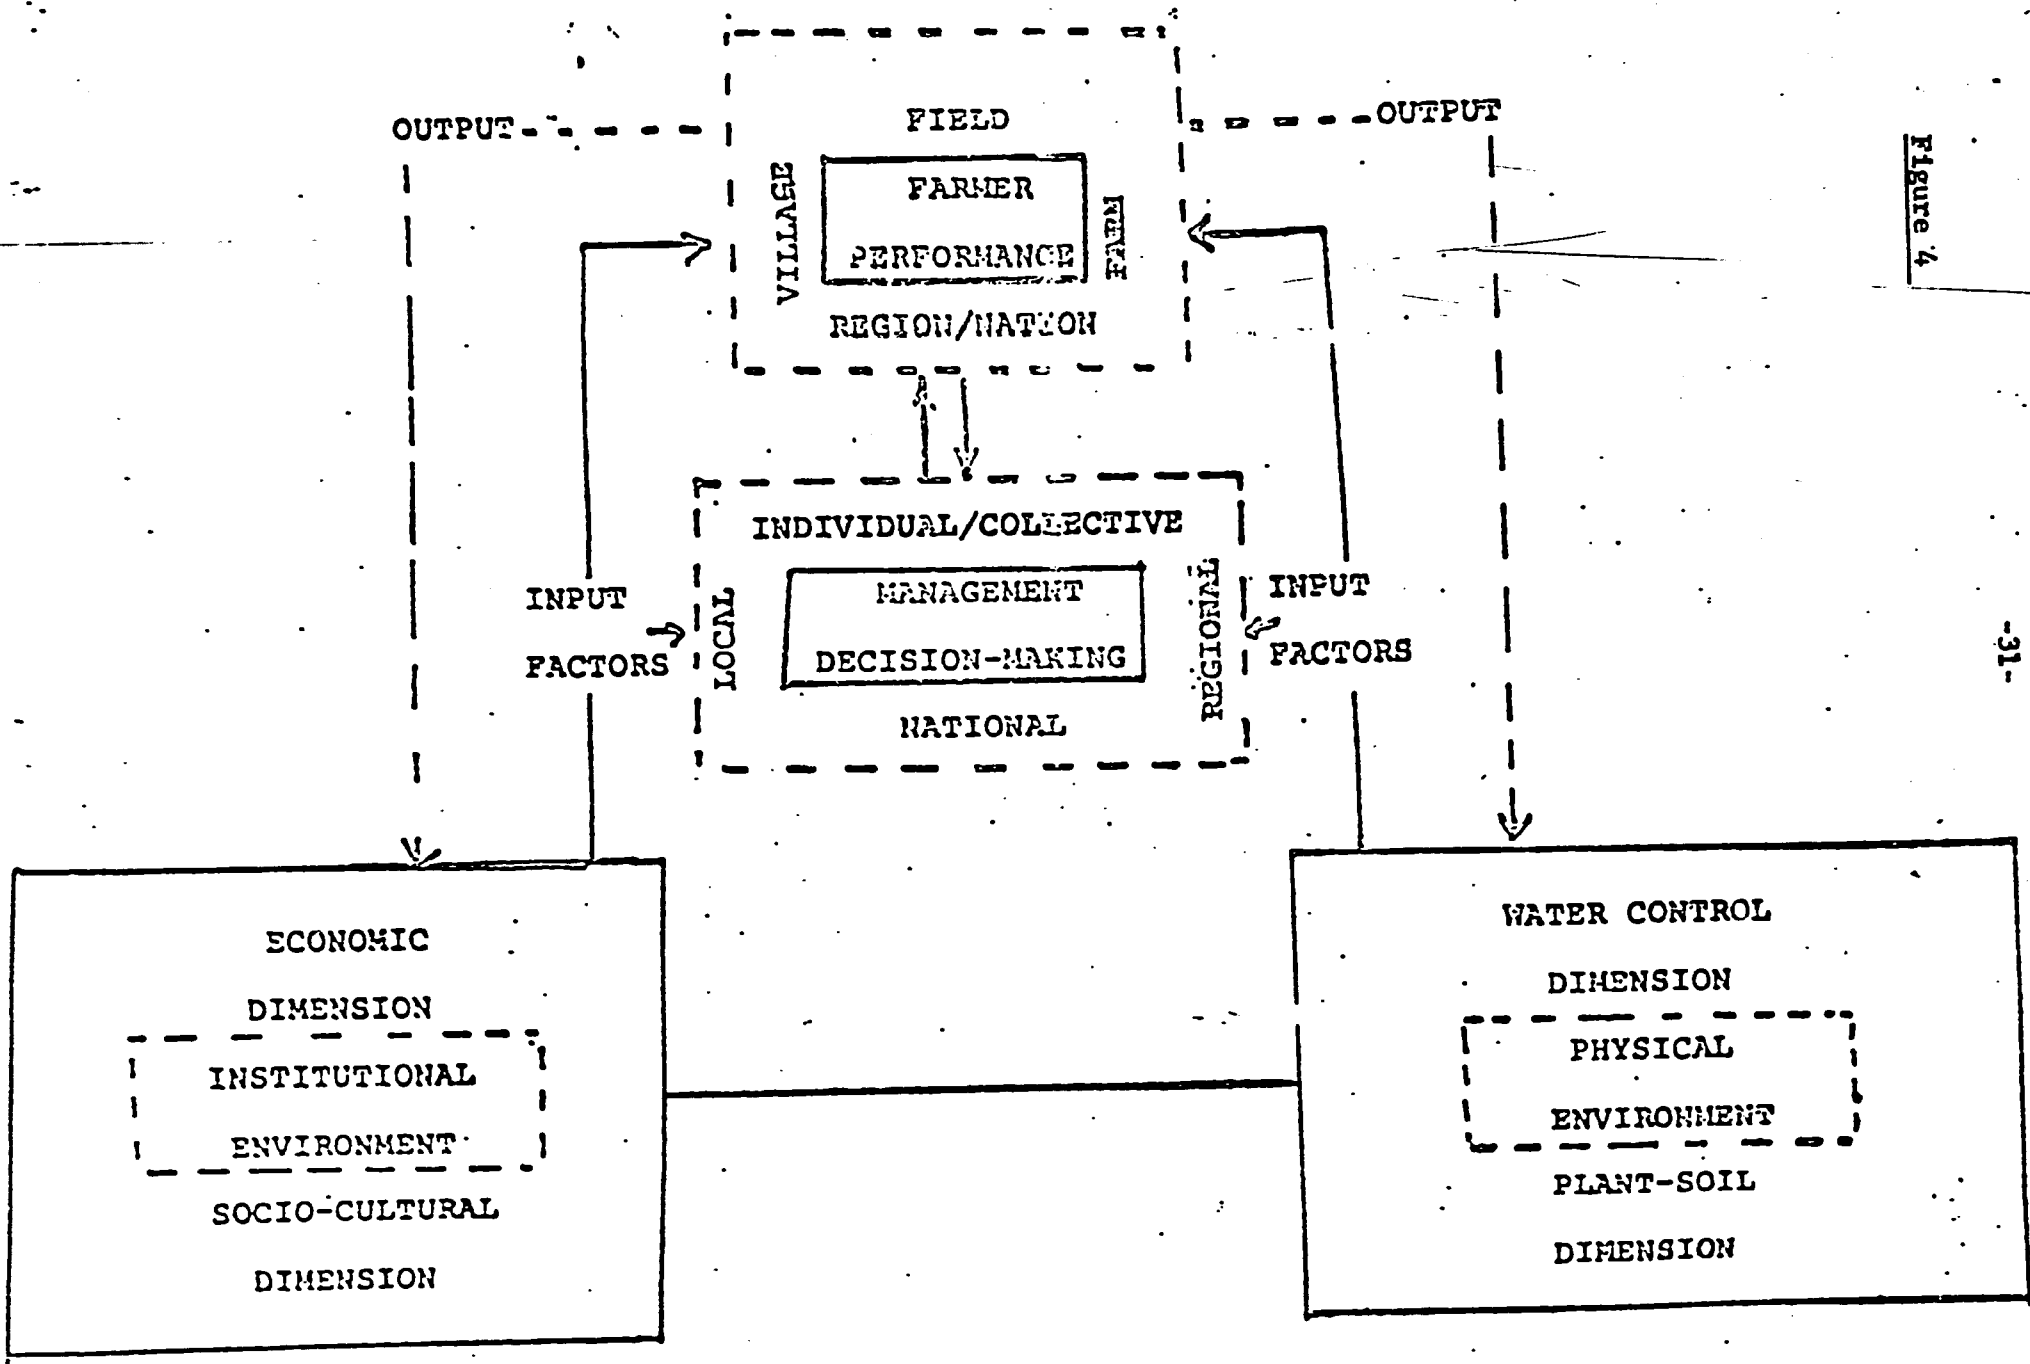 Figure 4
-31-
OUTPUT
OUTPUT
FIELD
VILLAGE
FARMER
PERFORMANCE
FARM
REGION/NATION
INDIVIDUAL/COLLECTIVE
LOCAL
MANAGEMENT
DECISION-MAKING
REGIONAL
NATIONAL
INPUT
FACTORS
INPUT
FACTORS
ECONOMIC
DIMENSION
INSTITUTIONAL
ENVIRONMENT
SOCIO-CULTURAL
DIMENSION
WATER CONTROL
DIMENSION
PHYSICAL
ENVIRONMENT
PLANT-SOIL
DIMENSION